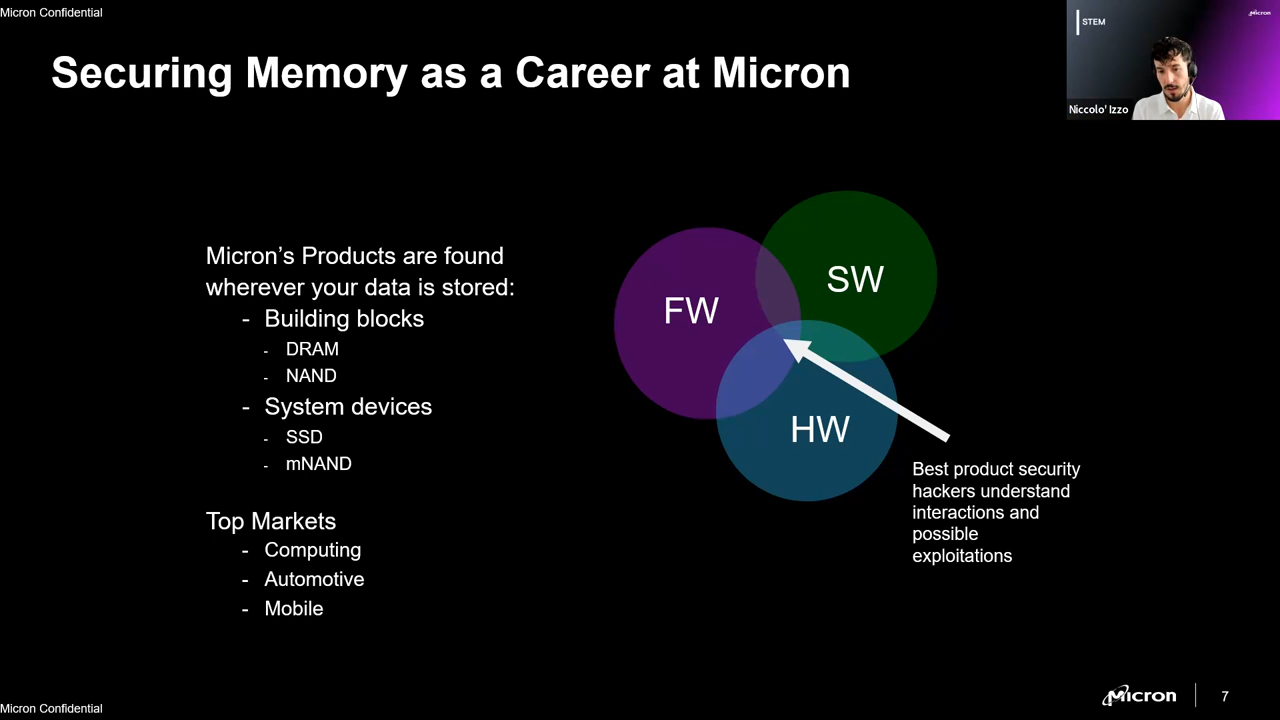 Micron Confidential
Securing Memory as a Career at Micron
STEM
Micron
Niccolo' Izzo
Micron's Products are found
wherever your data is stored:
- Building blocks
- DRAM
- NAND
- System devices
- SSD
- mNAND
Top Markets
- Computing
- Automotive
- Mobile
FW
SW
HW
Best product security
hackers understand
interactions and
possible
exploitations
Micron Confidential
Micron
7